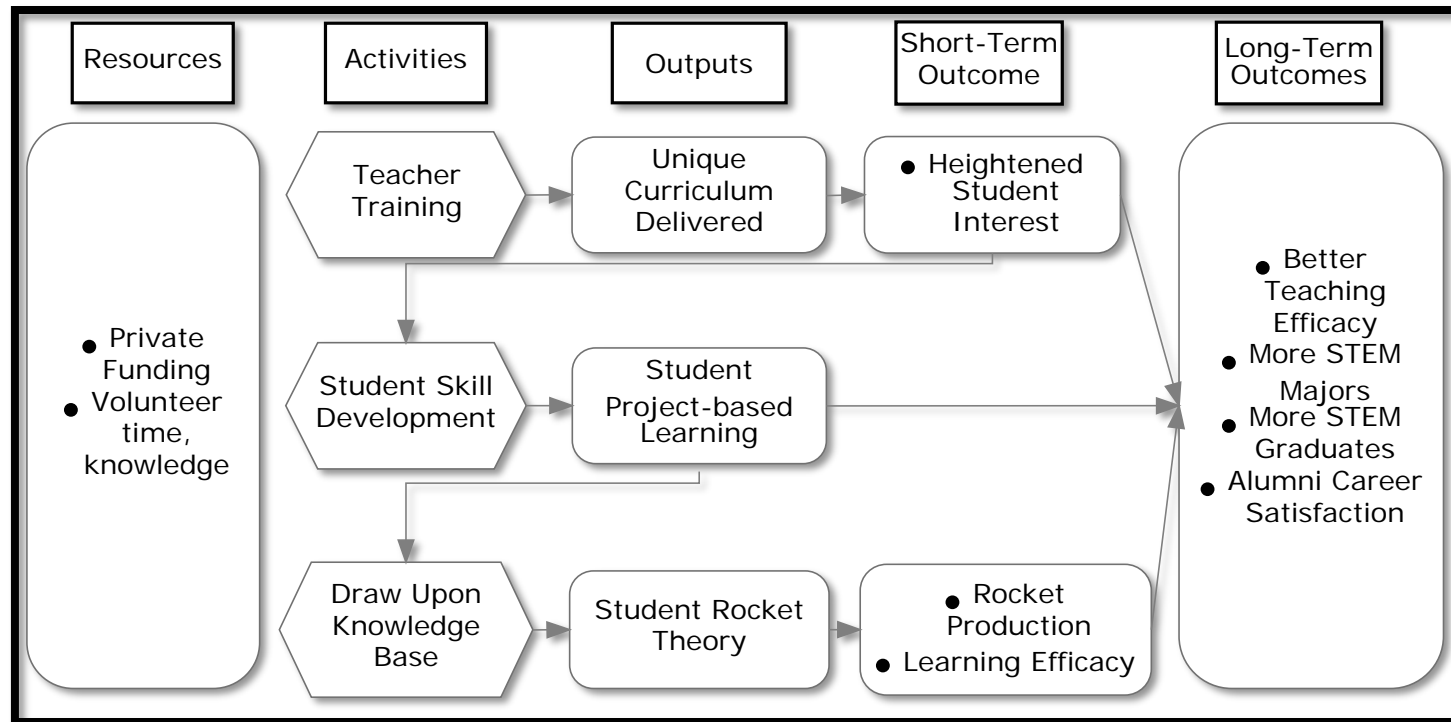 Resources
Activities
Outputs
Short-Term
Outcome
Long-Term
Outcomes
● Private
Funding
● Volunteer
time,
knowledge
Teacher
Training
Unique
Curriculum
Delivered
● Heightened
Student
Interest
Student Skill
Development
Student
Project-based
Learning
Draw Upon
Knowledge
Base
Student Rocket
Theory
● Rocket
Production
● Learning Efficacy
● Better
Teaching
Efficacy
● More STEM
Majors
● More STEM
Graduates
● Alumni Career
Satisfaction